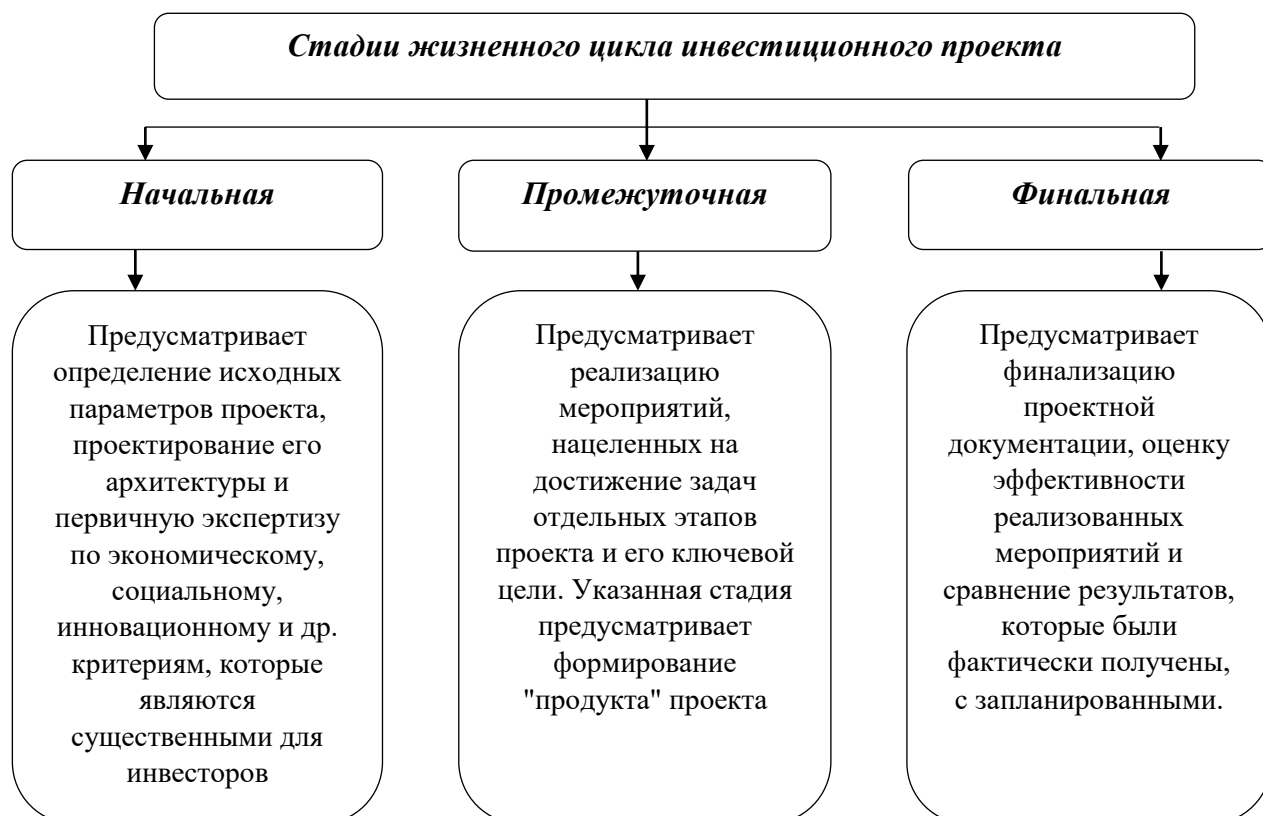 Стадии жизненного цикла инвестиционного проекта
Начальная
Промежуточная
Финальная
Предусматривает
определение исходных
параметров проекта,
проектирование его
архитектуры и
первичную экспертизу
по экономическому,
социальному,
инновационному и др.
критериям, которые
являются
существенными для
инвесторов
Предусматривает
реализацию
мероприятий,
нацеленных на
достижение задач
отдельных этапов
проекта и его ключевой
цели. Указанная стадия
предусматривает
формирование
"продукта" проекта
Предусматривает
финализацию
проектной
документации, оценку
эффективности
реализованных
мероприятий и
сравнение результатов,
которые были
фактически получены,
с запланированными.